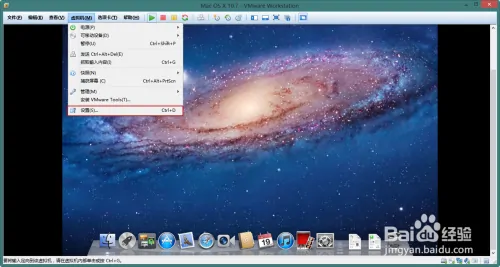 Mac OS X 10.7 - VMware Workstation
文件(F) 编辑(E) 查看(V) 虚拟机(M) 选项卡(T) 帮助(H)
电源(P)
可移动设备(D)
暂停(U) Ctrl+Shift+P
发送 Ctrl+Alt+Del(E)
抓取输入内容(I) Ctrl+G
快照(N)
捕获屏幕(C) Ctrl+Alt+PrtScn
管理(M)
安装 VMware Tools(T)...
设置(S)... Ctrl+D
19
要将输入定向到该虚拟机，请在虚拟机内部单击或按 Ctrl+G。
Baidu 经验
jingyan.baidu.com